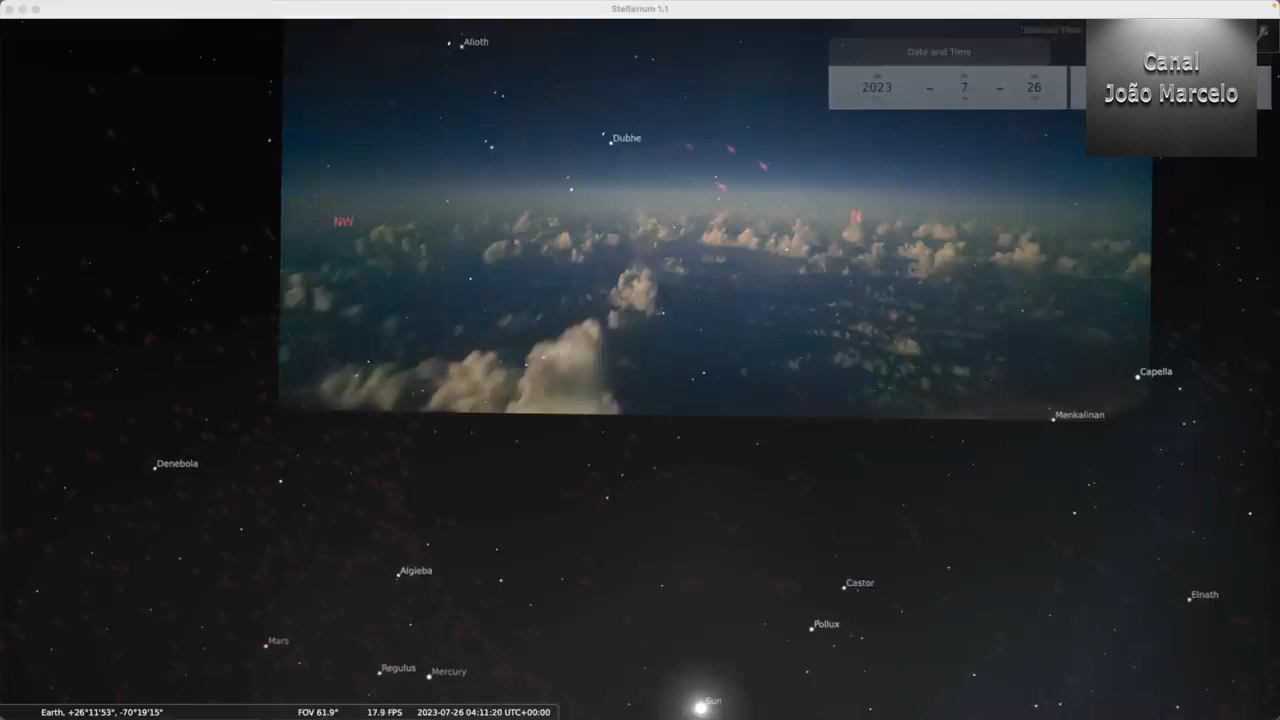 Stellarium 1.1
Alioth
Date and Time
2023 - 7 - 26
Canal
João Marcelo
Dubhe
NW
N
Capella
Menkalinan
Denebola
Algieba
Castor
Elnath
Pollux
Mars
Regulus
Mercury
Sun
Earth, +26°11'53", -70°19'15"
FOV 61.9°
17.9 FPS
2023-07-26 04:11:20 UTC+00:00